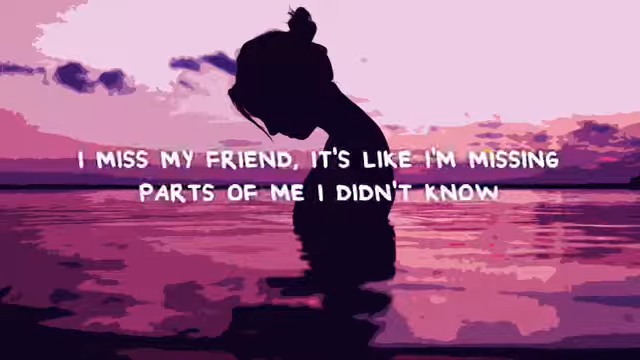 I MISS MY FRIEND, IT'S LIKE I'M MISSING
PARTS OF ME I DIDN'T KNOW